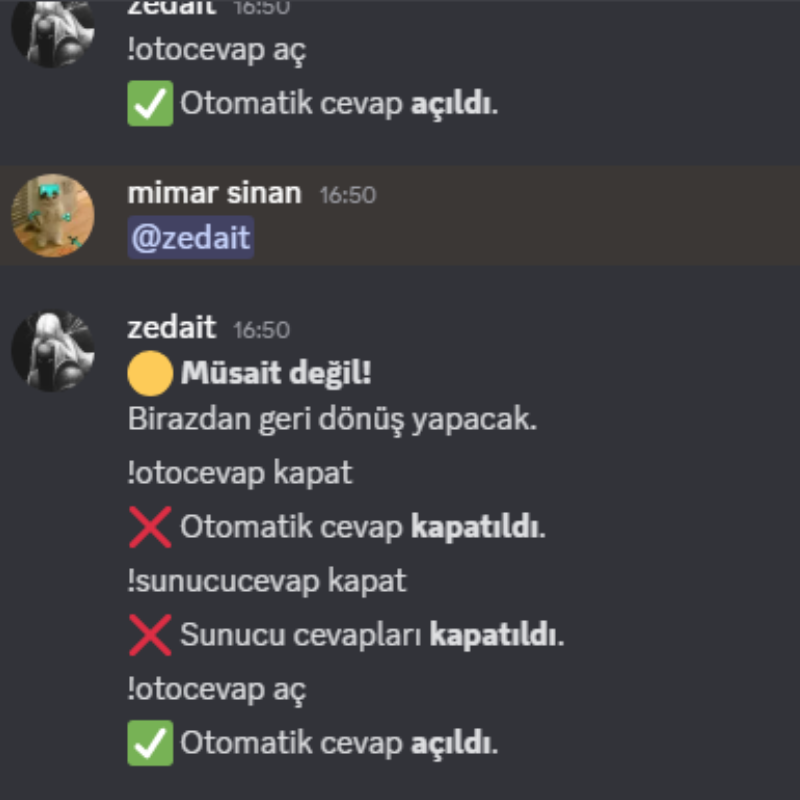 zedait 16:50
!otocevap aç
✅ Otomatik cevap açıldı.
mimar sinan 16:50
@zedait
zedait 16:50
🟡 Müsait değil!
Birazdan geri dönüş yapacak.
!otocevap kapat
❌ Otomatik cevap kapatıldı.
!sunucucevap kapat
❌ Sunucu cevapları kapatıldı.
!otocevap aç
✅ Otomatik cevap açıldı.